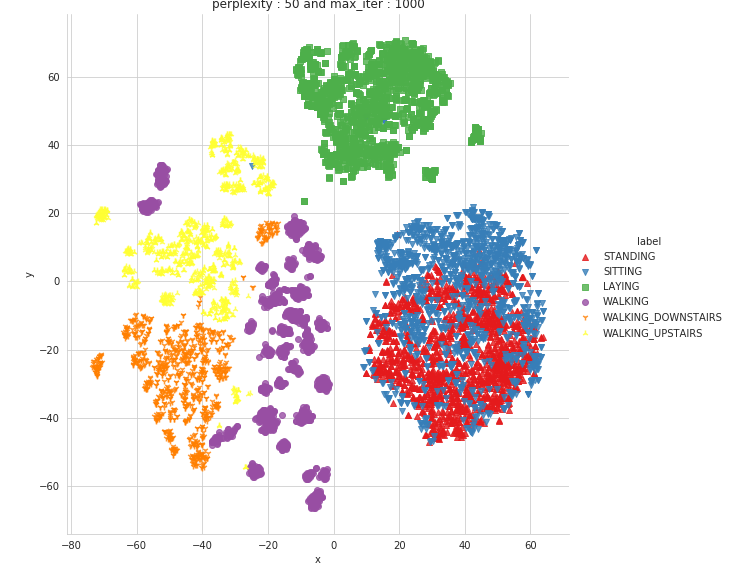 perplexity : 50 and max_iter : 1000
60
40
20
0
−20
−40
−60
y
−80
−60
−40
−20
0
20
40
60
x
label
STANDING
SITTING
LAYING
WALKING
WALKING_DOWNSTAIRS
WALKING_UPSTAIRS